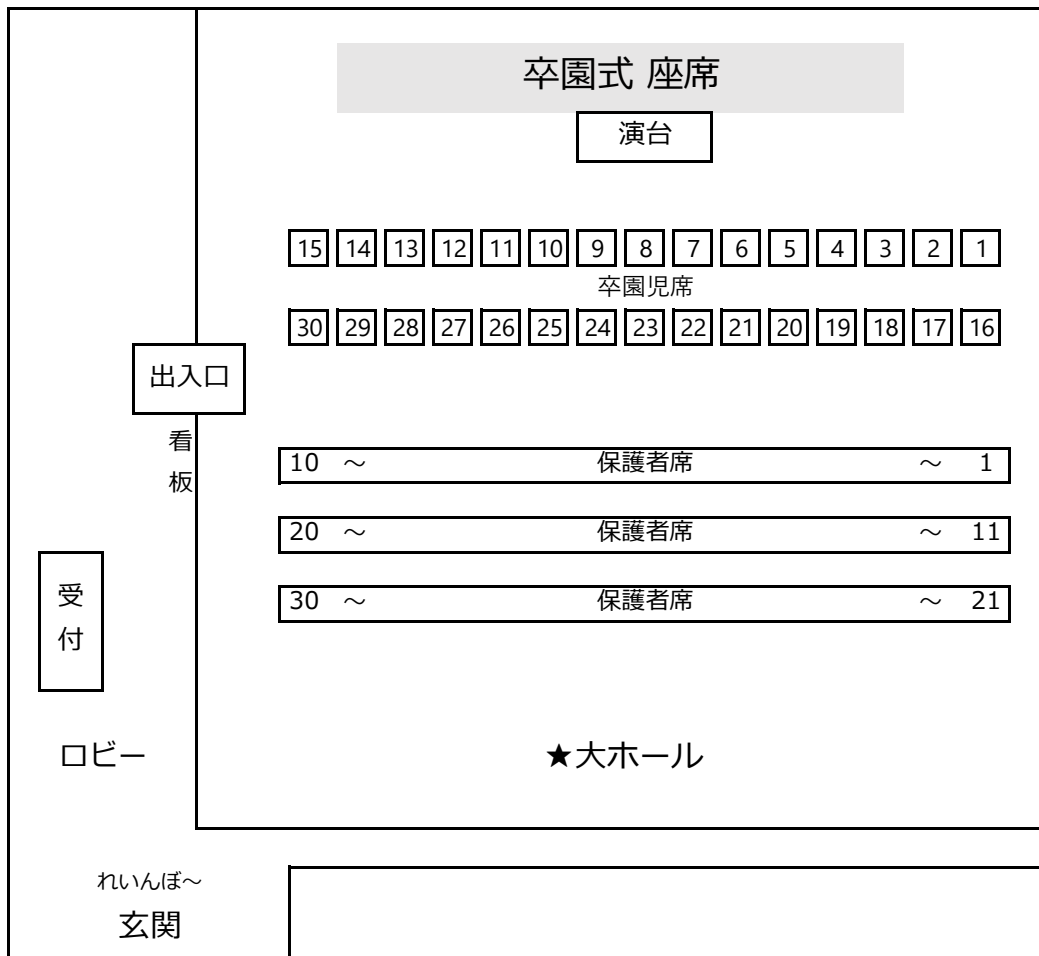 卒園式 座席
演台
15 14 13 12 11 10 9 8 7 6 5 4 3 2 1
卒園児席
30 29 28 27 26 25 24 23 22 21 20 19 18 17 16
出入口
看板
10 ～ 保護者席 ～ 1
20 ～ 保護者席 ～ 11
30 ～ 保護者席 ～ 21
受付
ロビー
★大ホール
れいんぼ～
玄関